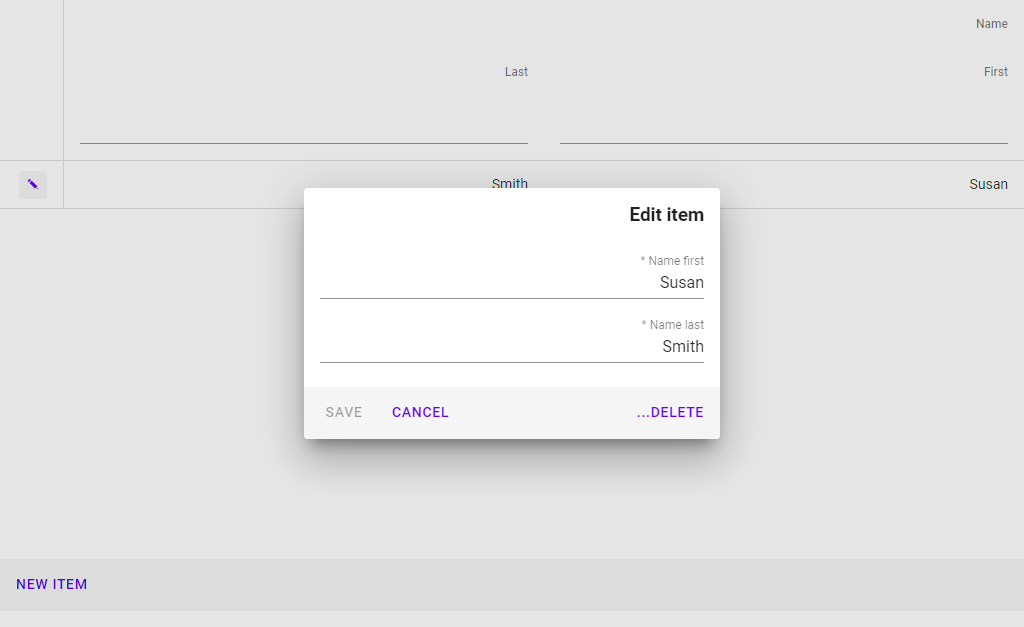 Name
First
Last
Susan
Smith
Edit item
* Name first
Susan
* Name last
Smith
...DELETE
CANCEL
SAVE
NEW ITEM